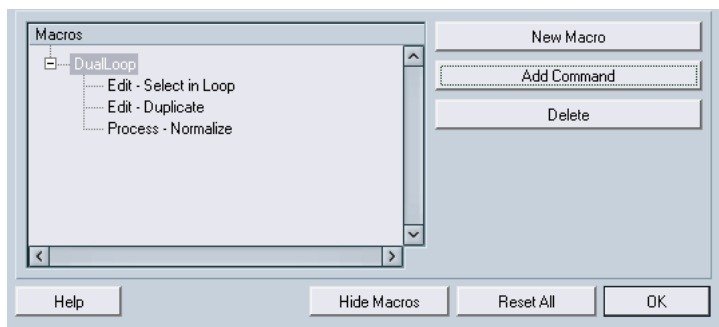 Macros
DualLoop
Edit - Select in Loop
Edit - Duplicate
Process - Normalize
New Macro
Add Command
Delete
Help
Hide Macros
Reset All
OK